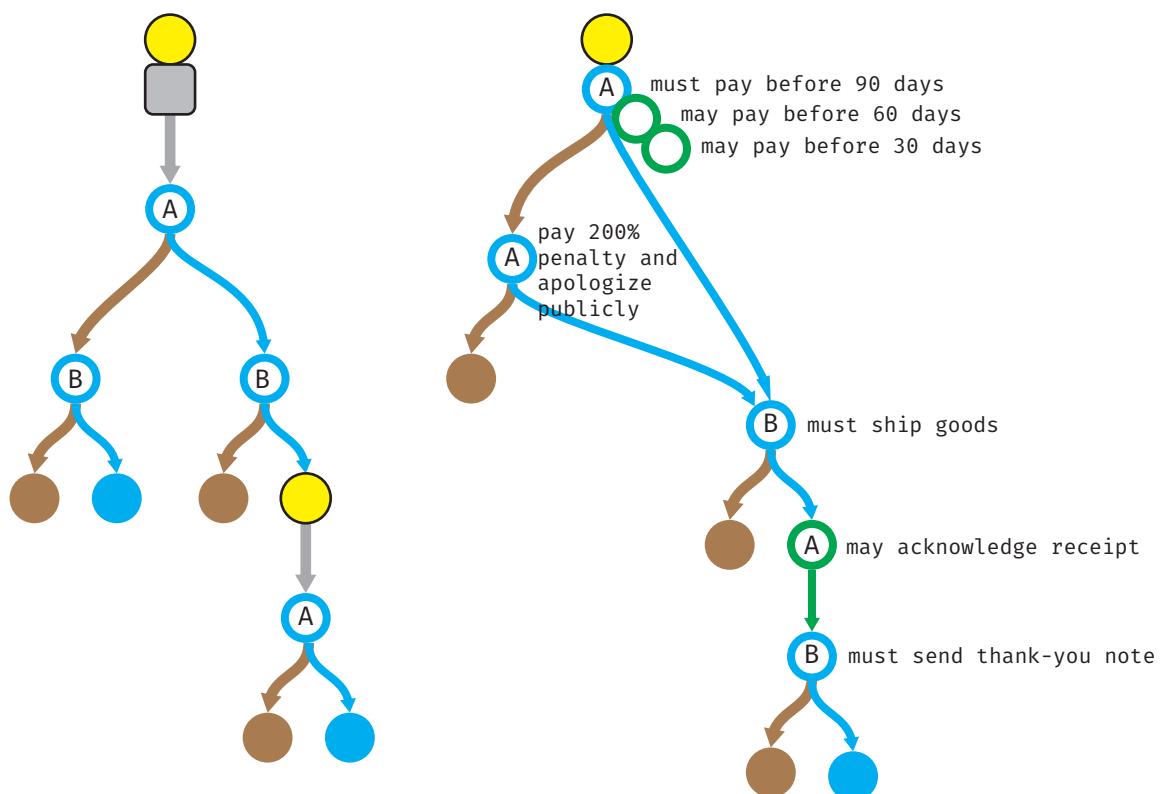 A
B
B
A
A
must pay before 90 days
may pay before 60 days
may pay before 30 days
A
pay 200%
penalty and
apologize
publicly
B
must ship goods
A
may acknowledge receipt
B
must send thank-you note